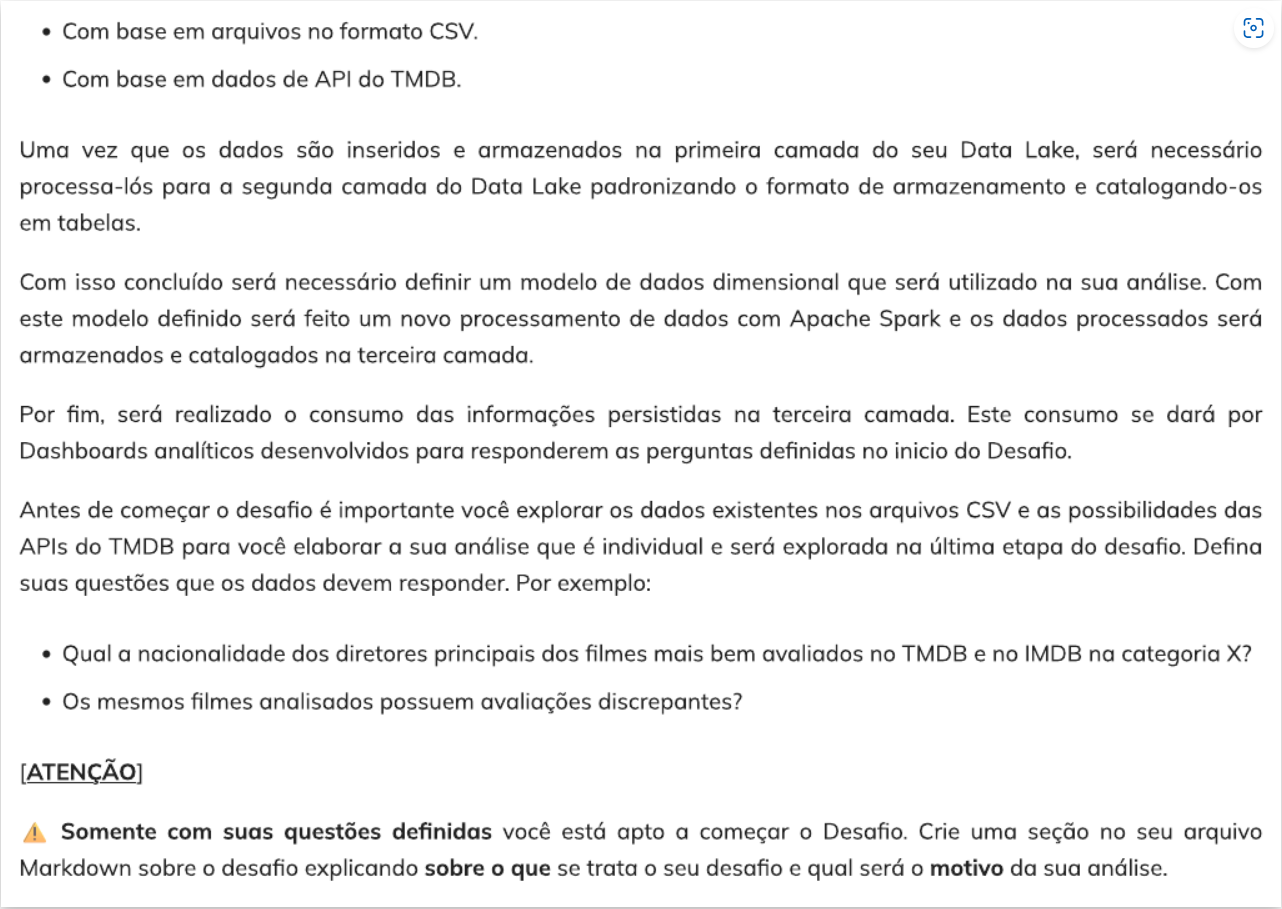 • Com base em arquivos no formato CSV.
• Com base em dados de API do TMDB.
Uma vez que os dados são inseridos e armazenados na primeira camada do seu Data Lake, será necessário
processa-lós para a segunda camada do Data Lake padronizando o formato de armazenamento e catalogando-os
em tabelas.
Com isso concluído será necessário definir um modelo de dados dimensional que será utilizado na sua análise. Com
este modelo definido será feito um novo processamento de dados com Apache Spark e os dados processados será
armazenados e catalogados na terceira camada.
Por fim, será realizado o consumo das informações persistidas na terceira camada. Este consumo se dará por
Dashboards analíticos desenvolvidos para responderem as perguntas definidas no inicio do Desafio.
Antes de começar o desafio é importante você explorar os dados existentes nos arquivos CSV e as possibilidades das
APIs do TMDB para você elaborar a sua análise que é individual e será explorada na última etapa do desafio. Defina
suas questões que os dados devem responder. Por exemplo:
• Qual a nacionalidade dos diretores principais dos filmes mais bem avaliados no TMDB e no IMDB na categoria X?
• Os mesmos filmes analisados possuem avaliações discrepantes?
[ATENÇÃO]
⚠️ Somente com suas questões definidas você está apto a começar o Desafio. Crie uma seção no seu arquivo
Markdown sobre o desafio explicando sobre o que se trata o seu desafio e qual será o motivo da sua análise.